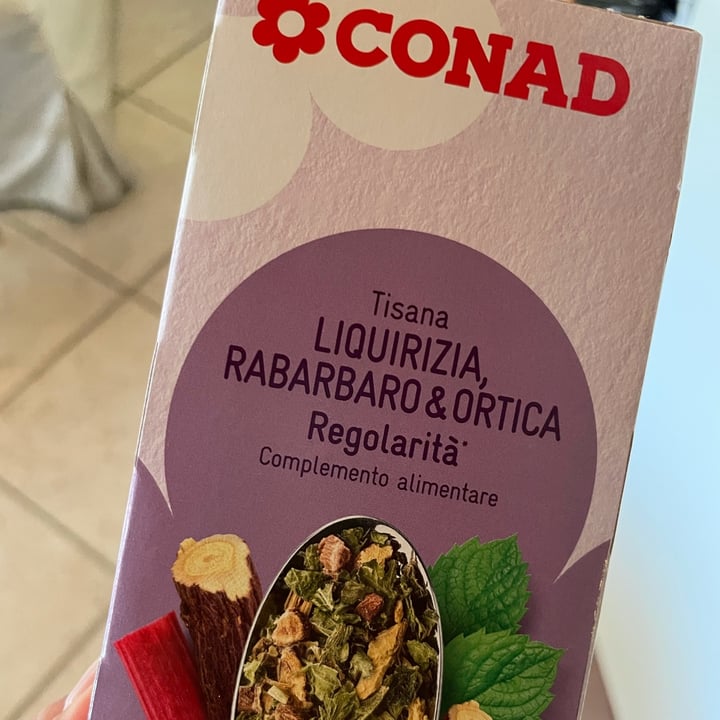 CONAD
Tisana
LIQUIRIZIA,
RABARBARO & ORTICA
Regolarità*
Complemento alimentare